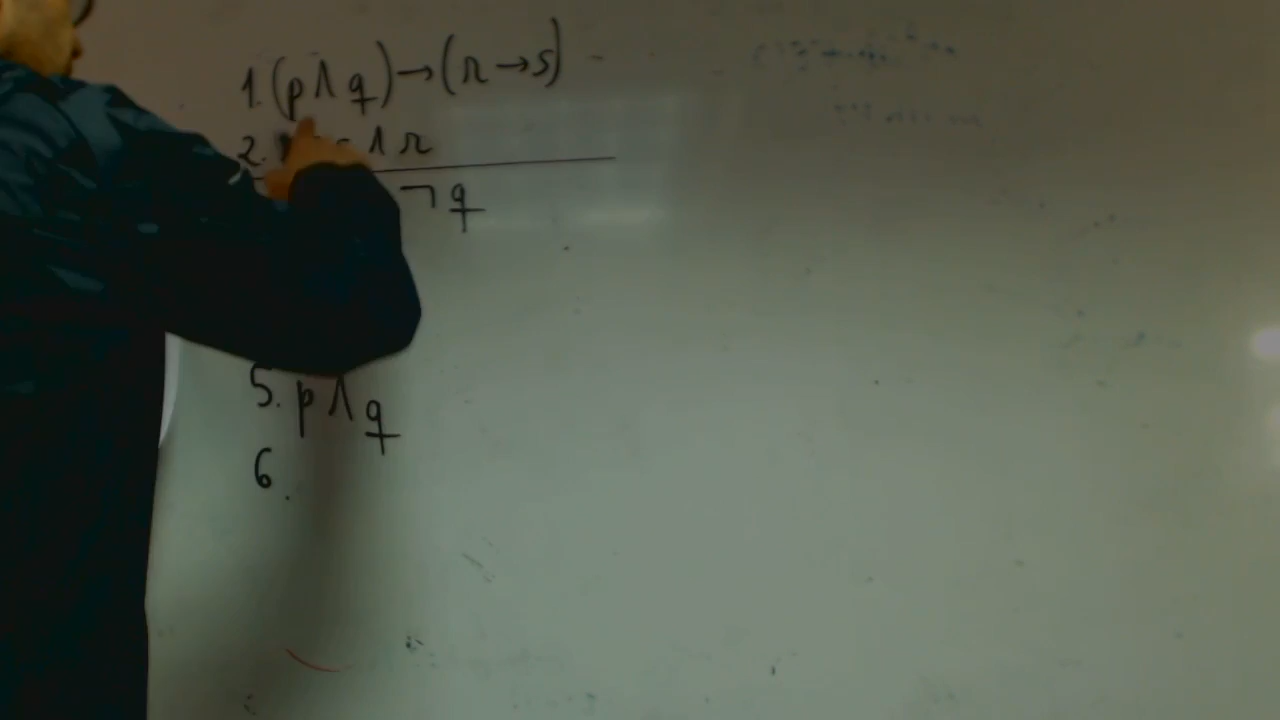 1. (p∧q)→(r→s)
2. ∧ r
¬q
5. p∧q
6.